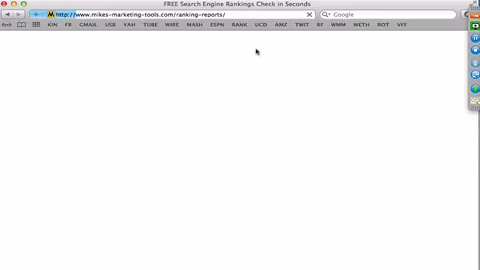 FREE Search Engine Rankings Check in Seconds
http://www.mikes-marketing-tools.com/ranking-reports/
Google
KIN FB GMAIL USB YAH TUBE WIRE MASH ESPN RANK UCD AMZ TWIT RF WMM WETH ROT VFF